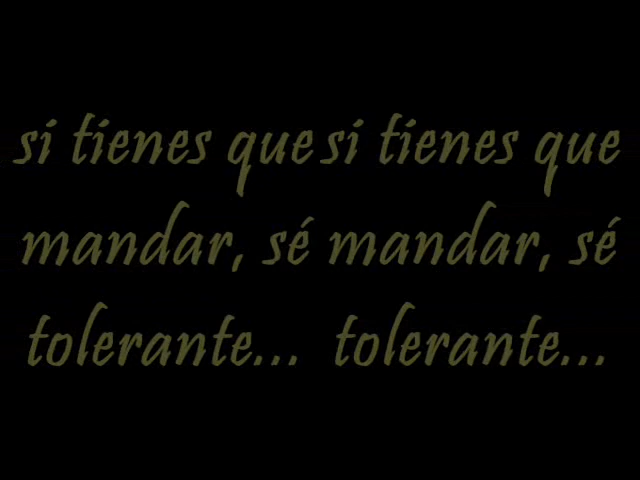 si tienes que si tienes que
mandar, sé mandar, sé
tolerante... tolerante...